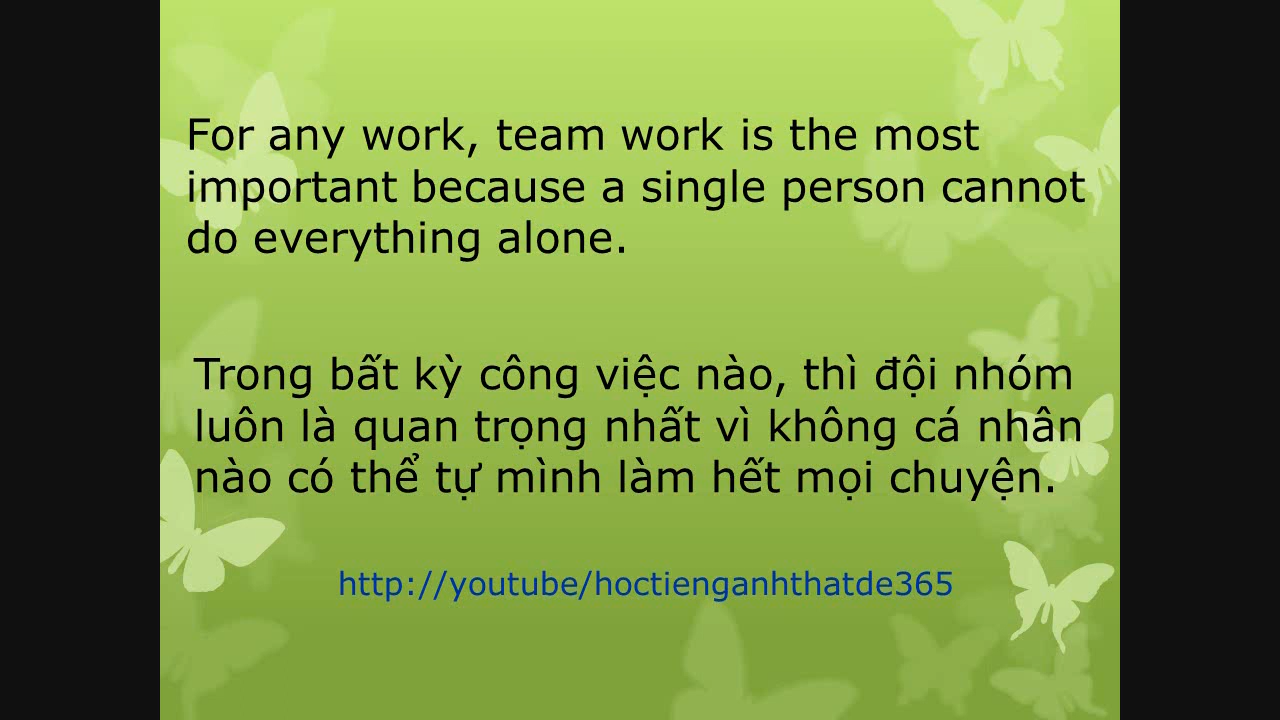 For any work, team work is the most
important because a single person cannot
do everything alone.
Trong bất kỳ công việc nào, thì đội nhóm
luôn là quan trọng nhất vì không cá nhân
nào có thể tự mình làm hết mọi chuyện.
http://youtube/hoctienganhthatde365